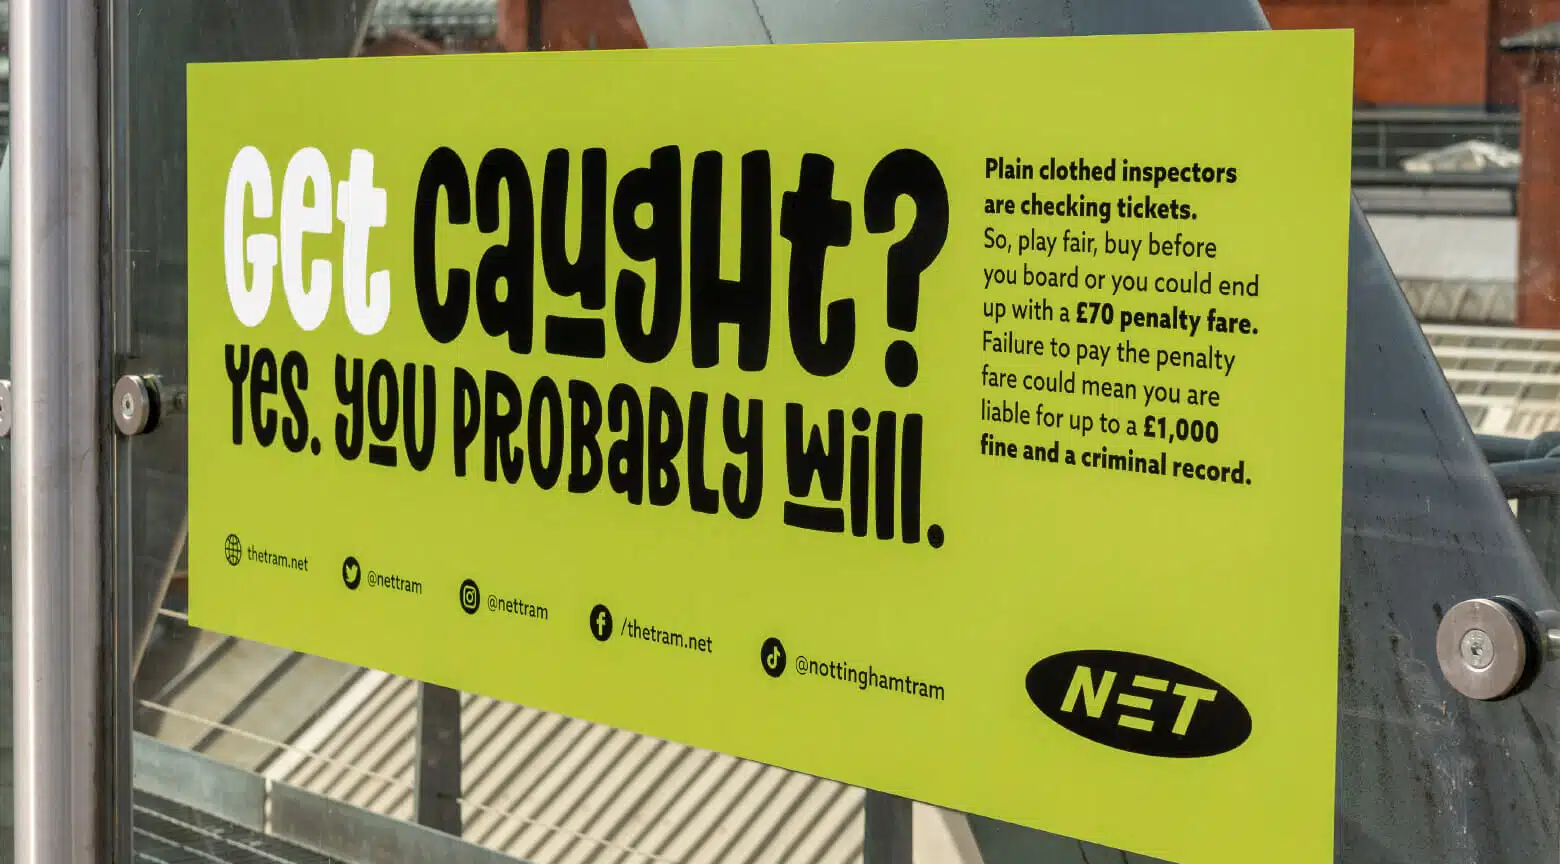 Get caught?
Yes. you probably will.
Plain clothed inspectors
are checking tickets.
So, play fair, buy before
you board or you could end
up with a £70 penalty fare.
Failure to pay the penalty
fare could mean you are
liable for up to a £1,000
fine and a criminal record.
thetram.net
@nettram
@nettram
/thetram.net
@nottinghamtram
NET